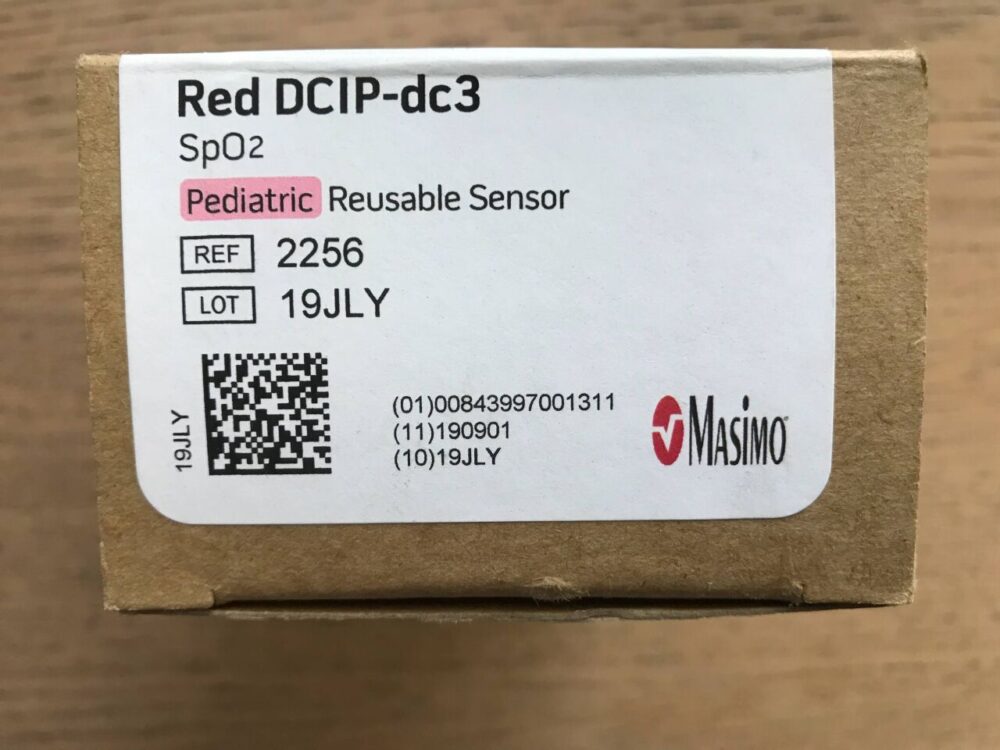 Red DCIP-dc3
SpO2
Pediatric Reusable Sensor
REF 2256
LOT 19JLY
19JLY
(01)00843997001311
(11)190901
(10)19JLY
MASiMO